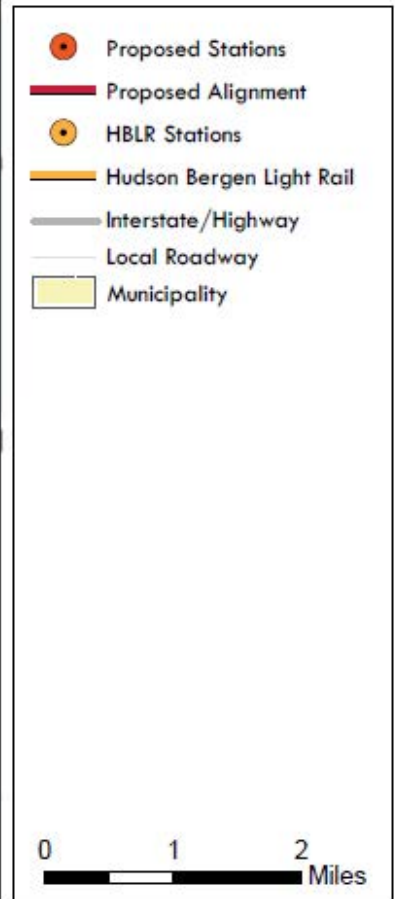 Proposed Stations
Proposed Alignment
HBLR Stations
Hudson Bergen Light Rail
Interstate/Highway
Local Roadway
Municipality
0 1 2
Miles